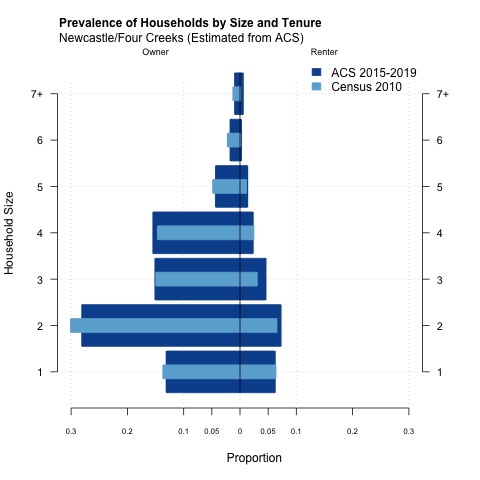 Prevalence of Households by Size and Tenure
Newcastle/Four Creeks (Estimated from ACS)
Owner Renter
ACS 2015-2019
Census 2010
7+ 7+
6 6
5 5
4 4
3 3
2 2
1 1
Household Size
0.3 0.2 0.1 0.05 0 0.05 0.1 0.2 0.3
Proportion